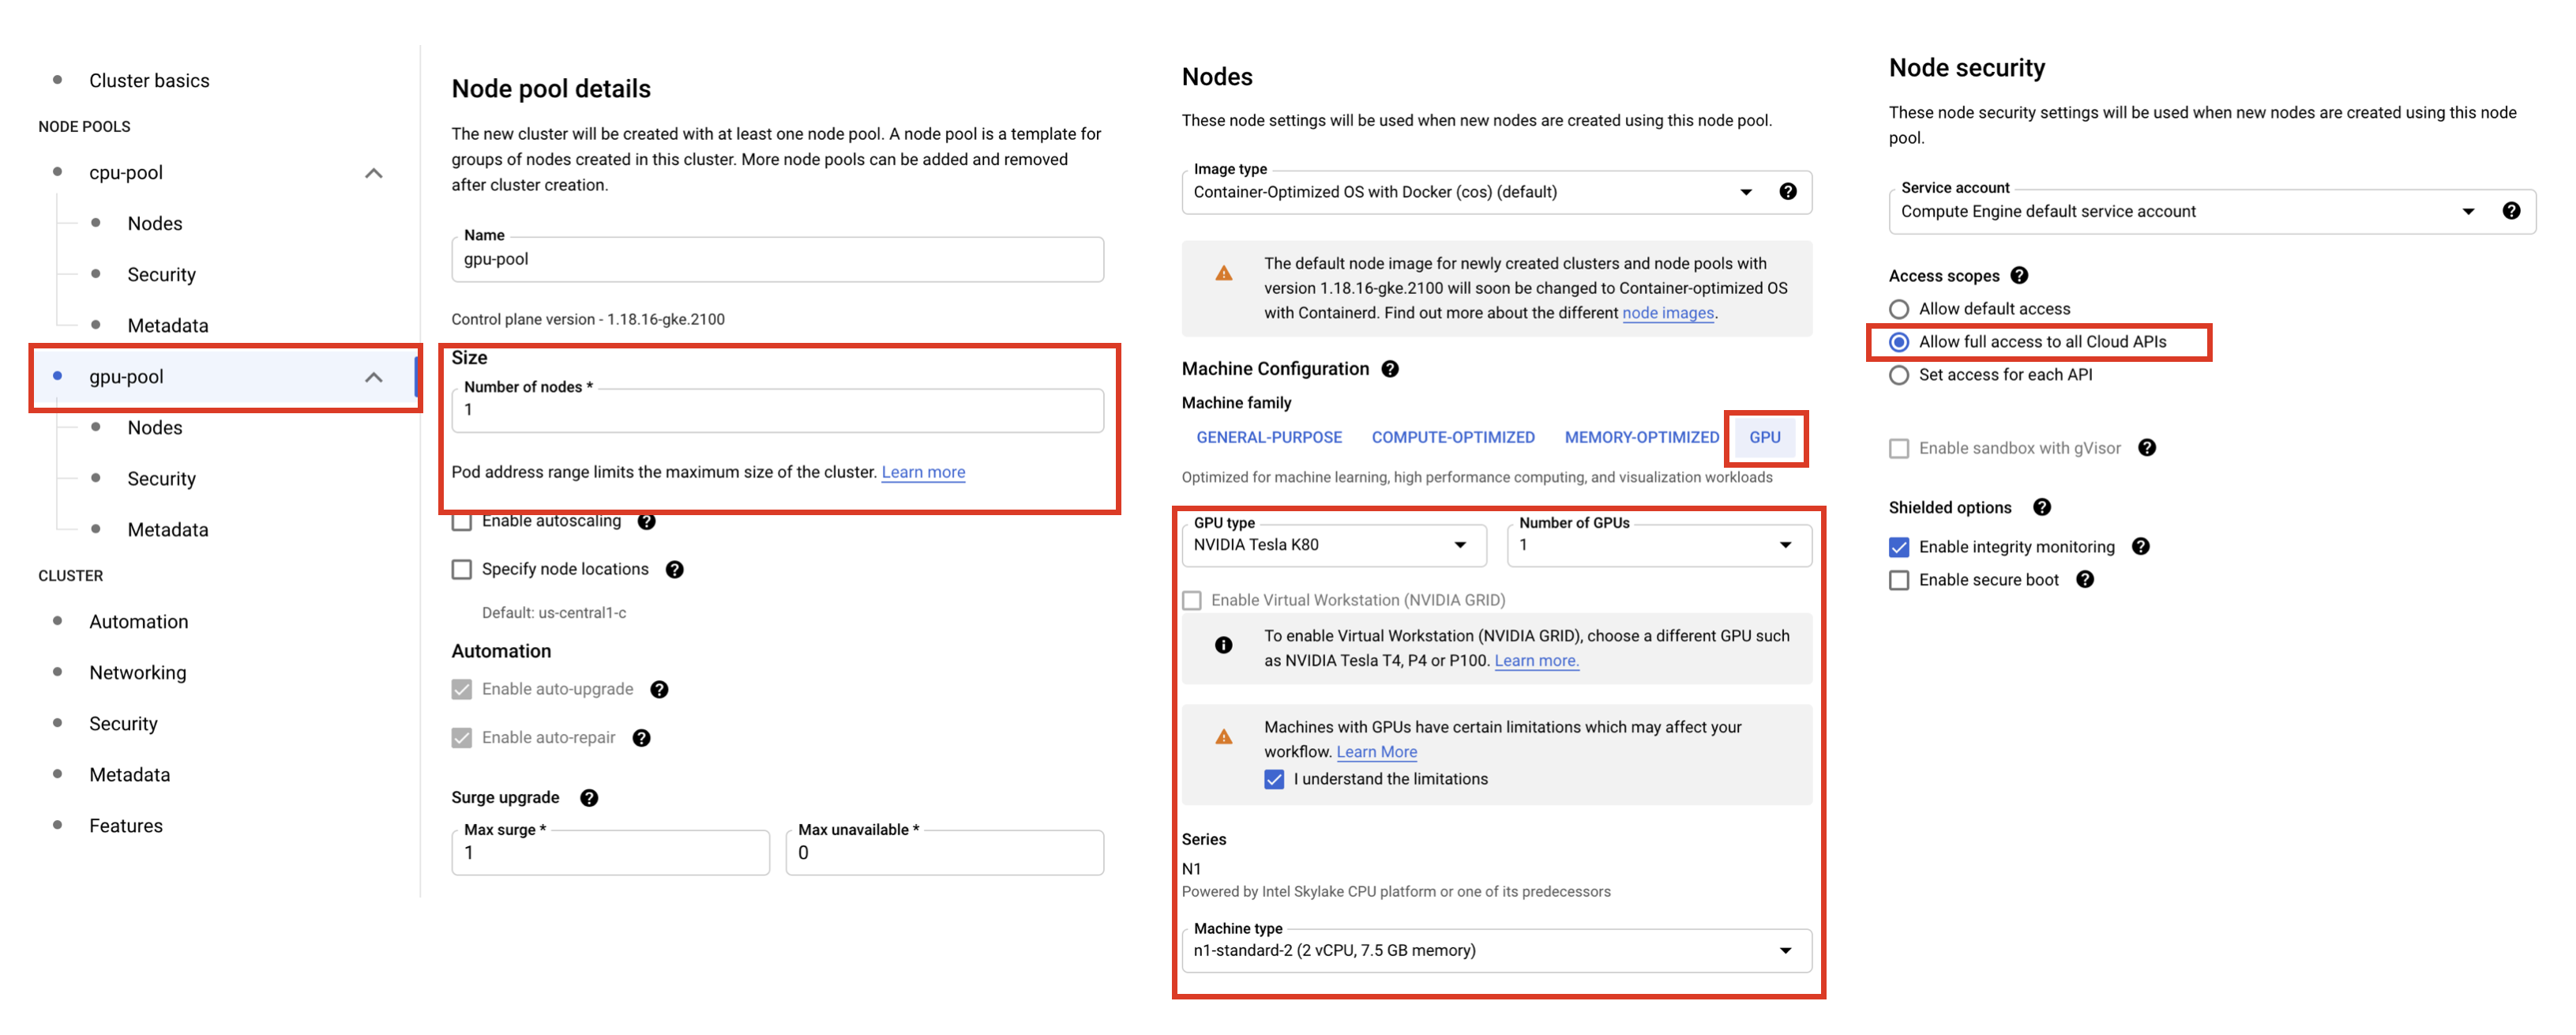 Cluster basics
NODE POOLS
cpu-pool
Nodes
Security
Metadata
gpu-pool
Nodes
Security
Metadata
CLUSTER
Automation
Networking
Security
Metadata
Features
Node pool details
The new cluster will be created with at least one node pool. A node pool is a template for
groups of nodes created in this cluster. More node pools can be added and removed
after cluster creation.
Name
gpu-pool
Control plane version - 1.18.16-gke.2100
Size
Number of nodes *
1
Pod address range limits the maximum size of the cluster. Learn more
Enable autoscaling
Specify node locations
Default: us-central1-c
Automation
Enable auto-upgrade
Enable auto-repair
Surge upgrade
Max surge *
1
Max unavailable *
0
Nodes
These node settings will be used when new nodes are created using this node pool.
Image type
Container-Optimized OS with Docker (cos) (default)
The default node image for newly created clusters and node pools with
version 1.18.16-gke.2100 will soon be changed to Container-optimized OS
with Containerd. Find out more about the different node images.
Machine Configuration
Machine family
GENERAL-PURPOSE COMPUTE-OPTIMIZED MEMORY-OPTIMIZED GPU
Optimized for machine learning, high performance computing, and visualization workloads
GPU type
NVIDIA Tesla K80
Number of GPUs
1
Enable Virtual Workstation (NVIDIA GRID)
To enable Virtual Workstation (NVIDIA GRID), choose a different GPU such
as NVIDIA Tesla T4, P4 or P100. Learn more.
Machines with GPUs have certain limitations which may affect your
workflow. Learn More
I understand the limitations
Series
N1
Powered by Intel Skylake CPU platform or one of its predecessors
Machine type
n1-standard-2 (2 vCPU, 7.5 GB memory)
Node security
These node security settings will be used when new nodes are created using this node
pool.
Service account
Compute Engine default service account
Access scopes
Allow default access
Allow full access to all Cloud APIs
Set access for each API
Enable sandbox with gVisor
Shielded options
Enable integrity monitoring
Enable secure boot